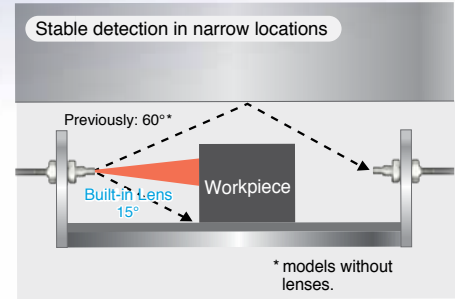 Stable detection in narrow locations
Previously: 60°*
Built-in Lens
15°
Workpiece
* models without
lenses.